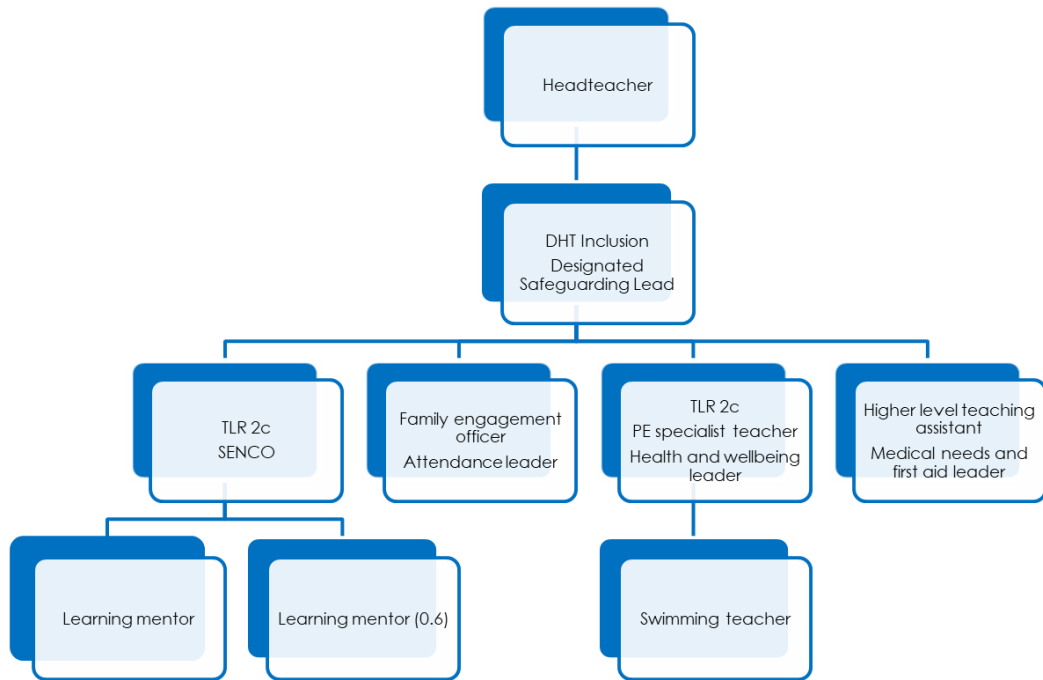 Headteacher
DHT Inclusion
Designated
Safeguarding Lead
TLR 2c
SENCO
Family engagement
officer
Attendance leader
TLR 2c
PE specialist teacher
Health and wellbeing
leader
Higher level teaching
assistant
Medical needs and
first aid leader
Learning mentor
Learning mentor (0.6)
Swimming teacher